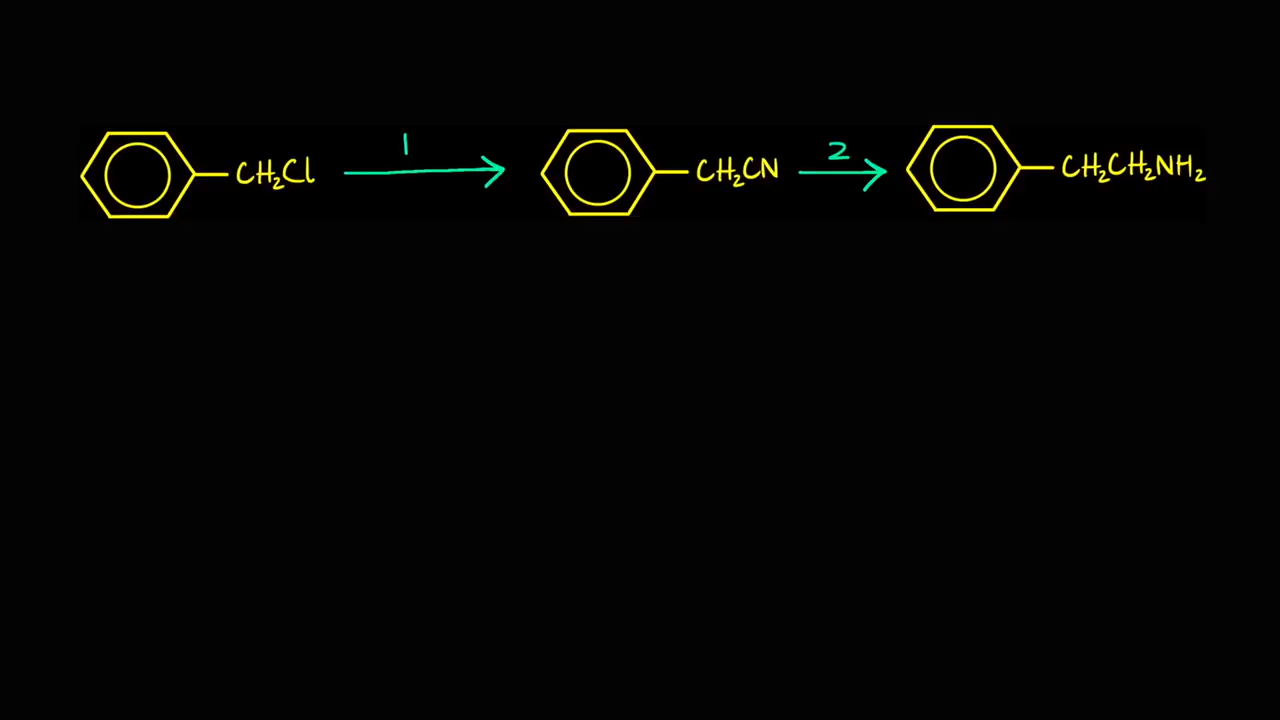 CH₂Cl 1 CH₂CN 2 CH₂CH₂NH₂